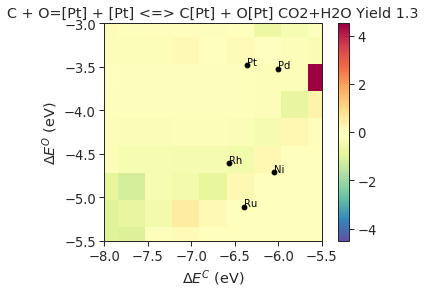 C + O=[Pt] + [Pt] <=> C[Pt] + O[Pt] CO2+H2O Yield 1.3
−3.0
−3.5
−4.0
−4.5
−5.0
−5.5
ΔE^O (eV)
Pt
Pd
Rh
Ni
Ru
−8.0 −7.5 −7.0 −6.5 −6.0 −5.5
ΔE^C (eV)
4
2
0
−2
−4